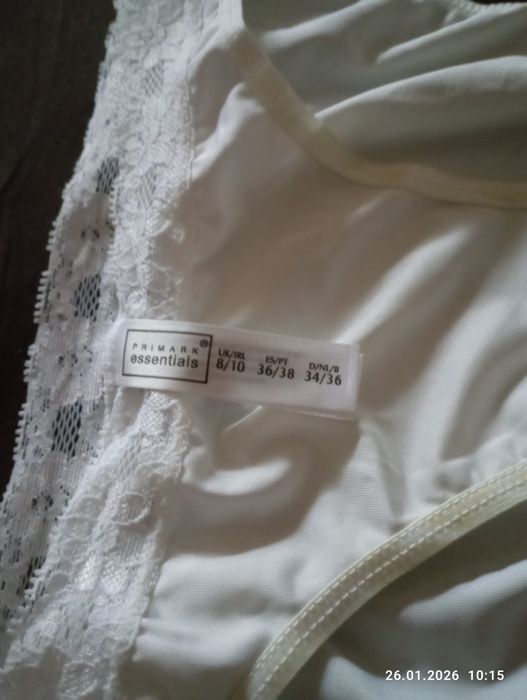 PRIMARK®
essentials
UK/IRL
8/10
ES/PT
36/38
D/NL/B
34/36
26.01.2026 10:15